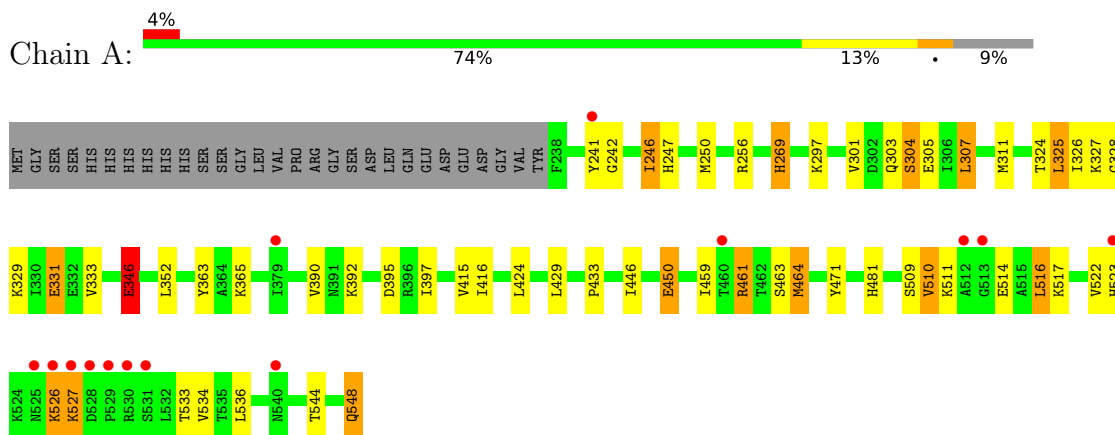 4%
Chain A:
74% 13% • 9%
MET GLY SER SER HIS HIS HIS HIS HIS HIS SER SER GLY LEU VAL PRO ARG GLY SER ASP LEU GLN GLU ASP GLU ASP GLY VAL TYR F238 Y241 G242 I246 H247 M250 R256 H269 K297 V301 D302 Q303 S304 E305 I306 L307 M311 T324 L325 I326 K327 G328
K329 I330 E331 E332 V333 E346 L352 Y363 A364 K365 I379 V390 N391 K392 D395 R396 I397 V415 I416 L424 L429 P433 I446 E450 I459 T460 R461 T462 S463 M464 Y471 H481 S509 V510 K511 A512 G513 E514 A515 L516 K517 V522 H523
K524 N525 K526 K527 D528 P529 R530 S531 L532 T533 V534 T535 L536 N540 T544 Q548